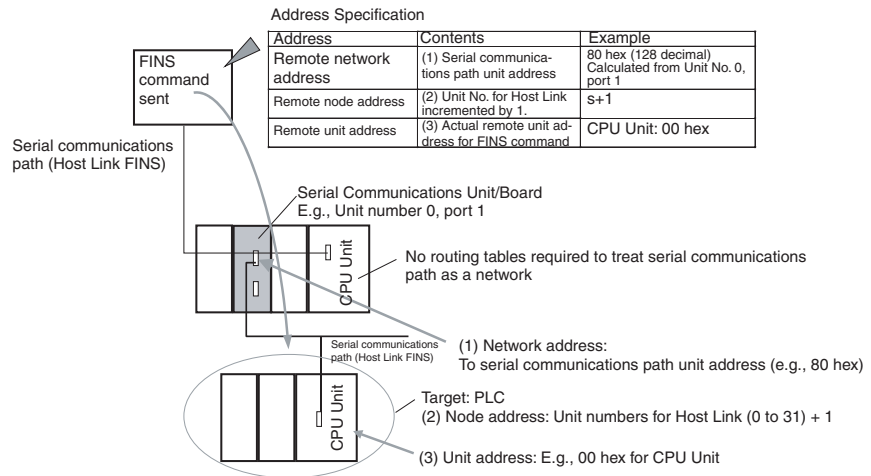 Address Specification
Address Contents Example
Remote network address (1) Serial communica-tions path unit address 80 hex (128 decimal) Calculated from Unit No. 0, port 1
Remote node address (2) Unit No. for Host Link incremented by 1. s+1
Remote unit address (3) Actual remote unit ad-dress for FINS command CPU Unit: 00 hex
FINS
command
sent
Serial communications
path (Host Link FINS)
Serial Communications Unit/Board
E.g., Unit number 0, port 1
CPU Unit
No routing tables required to treat serial communications
path as a network
Serial communications
path (Host Link FINS)
(1) Network address:
To serial communications path unit address (e.g., 80 hex)
CPU Unit
Target: PLC
(2) Node address: Unit numbers for Host Link (0 to 31) + 1
(3) Unit address: E.g., 00 hex for CPU Unit